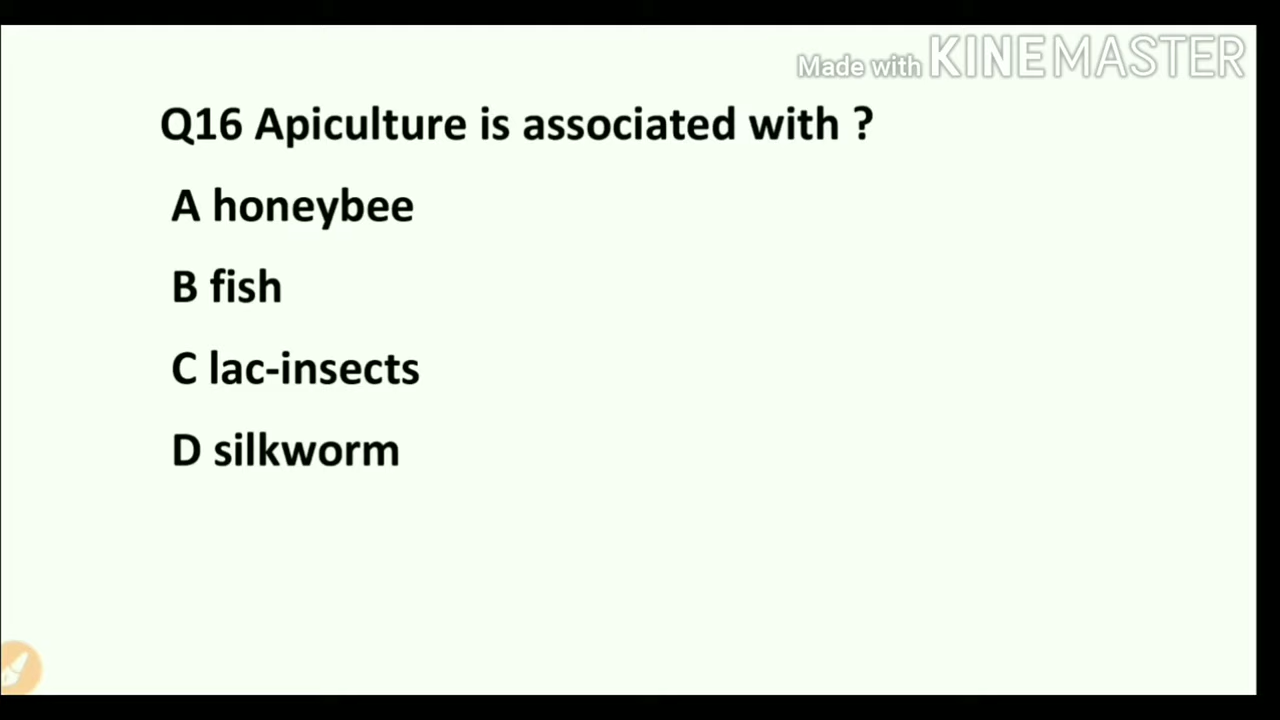 Made with KINEMASTER
Q16 Apiculture is associated with ?
A honeybee
B fish
C lac-insects
D silkworm